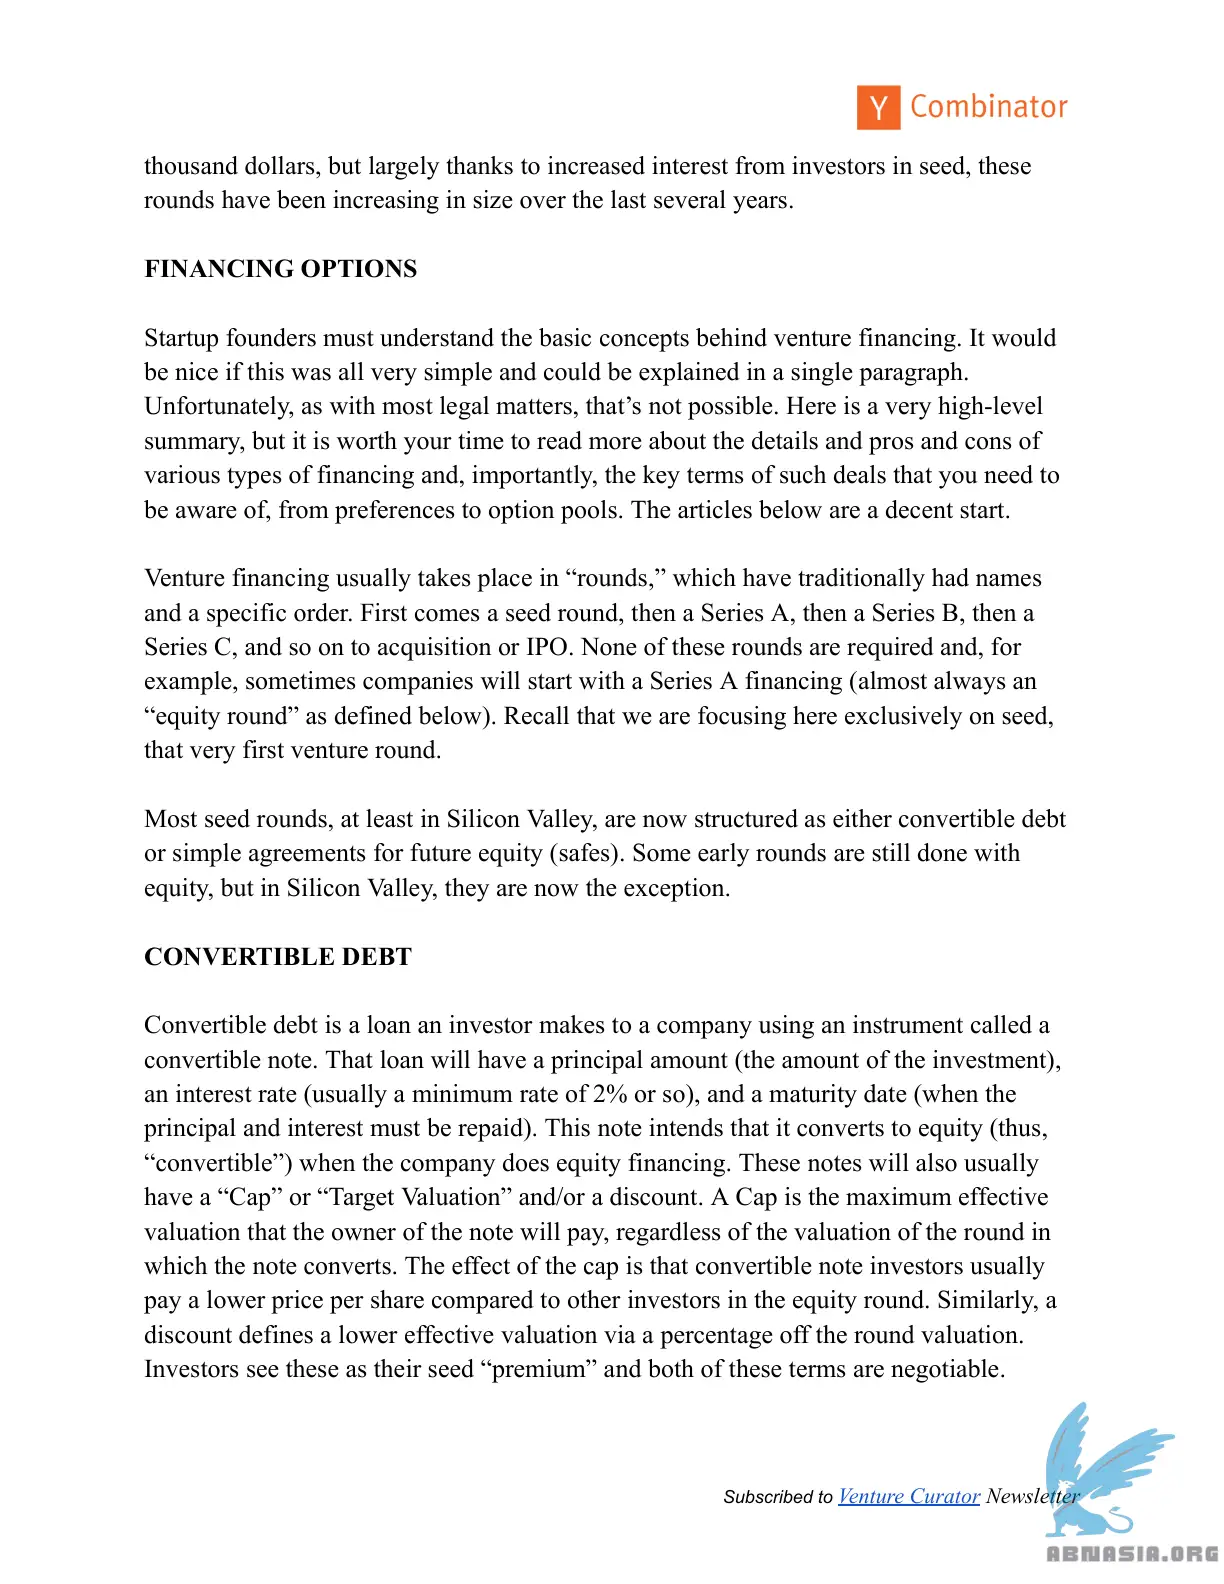 Y Combinator
thousand dollars, but largely thanks to increased interest from investors in seed, these
rounds have been increasing in size over the last several years.
FINANCING OPTIONS
Startup founders must understand the basic concepts behind venture financing. It would
be nice if this was all very simple and could be explained in a single paragraph.
Unfortunately, as with most legal matters, that’s not possible. Here is a very high-level
summary, but it is worth your time to read more about the details and pros and cons of
various types of financing and, importantly, the key terms of such deals that you need to
be aware of, from preferences to option pools. The articles below are a decent start.
Venture financing usually takes place in “rounds,” which have traditionally had names
and a specific order. First comes a seed round, then a Series A, then a Series B, then a
Series C, and so on to acquisition or IPO. None of these rounds are required and, for
example, sometimes companies will start with a Series A financing (almost always an
“equity round” as defined below). Recall that we are focusing here exclusively on seed,
that very first venture round.
Most seed rounds, at least in Silicon Valley, are now structured as either convertible debt
or simple agreements for future equity (safes). Some early rounds are still done with
equity, but in Silicon Valley, they are now the exception.
CONVERTIBLE DEBT
Convertible debt is a loan an investor makes to a company using an instrument called a
convertible note. That loan will have a principal amount (the amount of the investment),
an interest rate (usually a minimum rate of 2% or so), and a maturity date (when the
principal and interest must be repaid). This note intends that it converts to equity (thus,
“convertible”) when the company does equity financing. These notes will also usually
have a “Cap” or “Target Valuation” and/or a discount. A Cap is the maximum effective
valuation that the owner of the note will pay, regardless of the valuation of the round in
which the note converts. The effect of the cap is that convertible note investors usually
pay a lower price per share compared to other investors in the equity round. Similarly, a
discount defines a lower effective valuation via a percentage off the round valuation.
Investors see these as their seed “premium” and both of these terms are negotiable.
Subscribed to Venture Curator Newsletter
ABNASIA.ORG